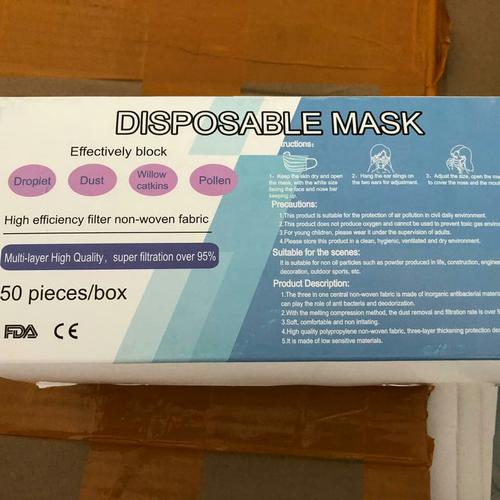 DISPOSABLE MASK
Effectively block
Droplet
Dust
Willow
catkins
Pollen
High efficiency filter non-woven fabric
Multi-layer High Quality, super filtration over 95%
50 pieces/box
FDA CE
1、Keep the skin dry and open
the mask, with the white side
facing the face and nose bar
keeping up.
2、Hang the ear slings on
the two ears for adjustment.
3、Adjust the size, open the
to cover the nose and the
Precautions:
1.This product is suitable for the protection of air pollution in civil daily environment.
2.This product does not oxygen and cannot be used to prevent toxic gas
3.For young children, please wear it under the supervision of adults.
4.Please store this product in a clean, hygienic, ventilated and dry environment.
Suitable for the scenes:
It is suitable for non oil particles such as powder produced in life, construction,
decoration, outdoor sports, etc.
Product Description:
1.The three in one central non-woven fabric is made of inorganic antibacterial
can play the role of anti bacteria and deodorization.
2.With the melting compression method, the dust removal and filtration rate is over
3.Soft, comfortable and non irritating.
4.High quality polypropylene non-woven fabric, three-layer thickening protection
5.It is made of low sensitive materials.